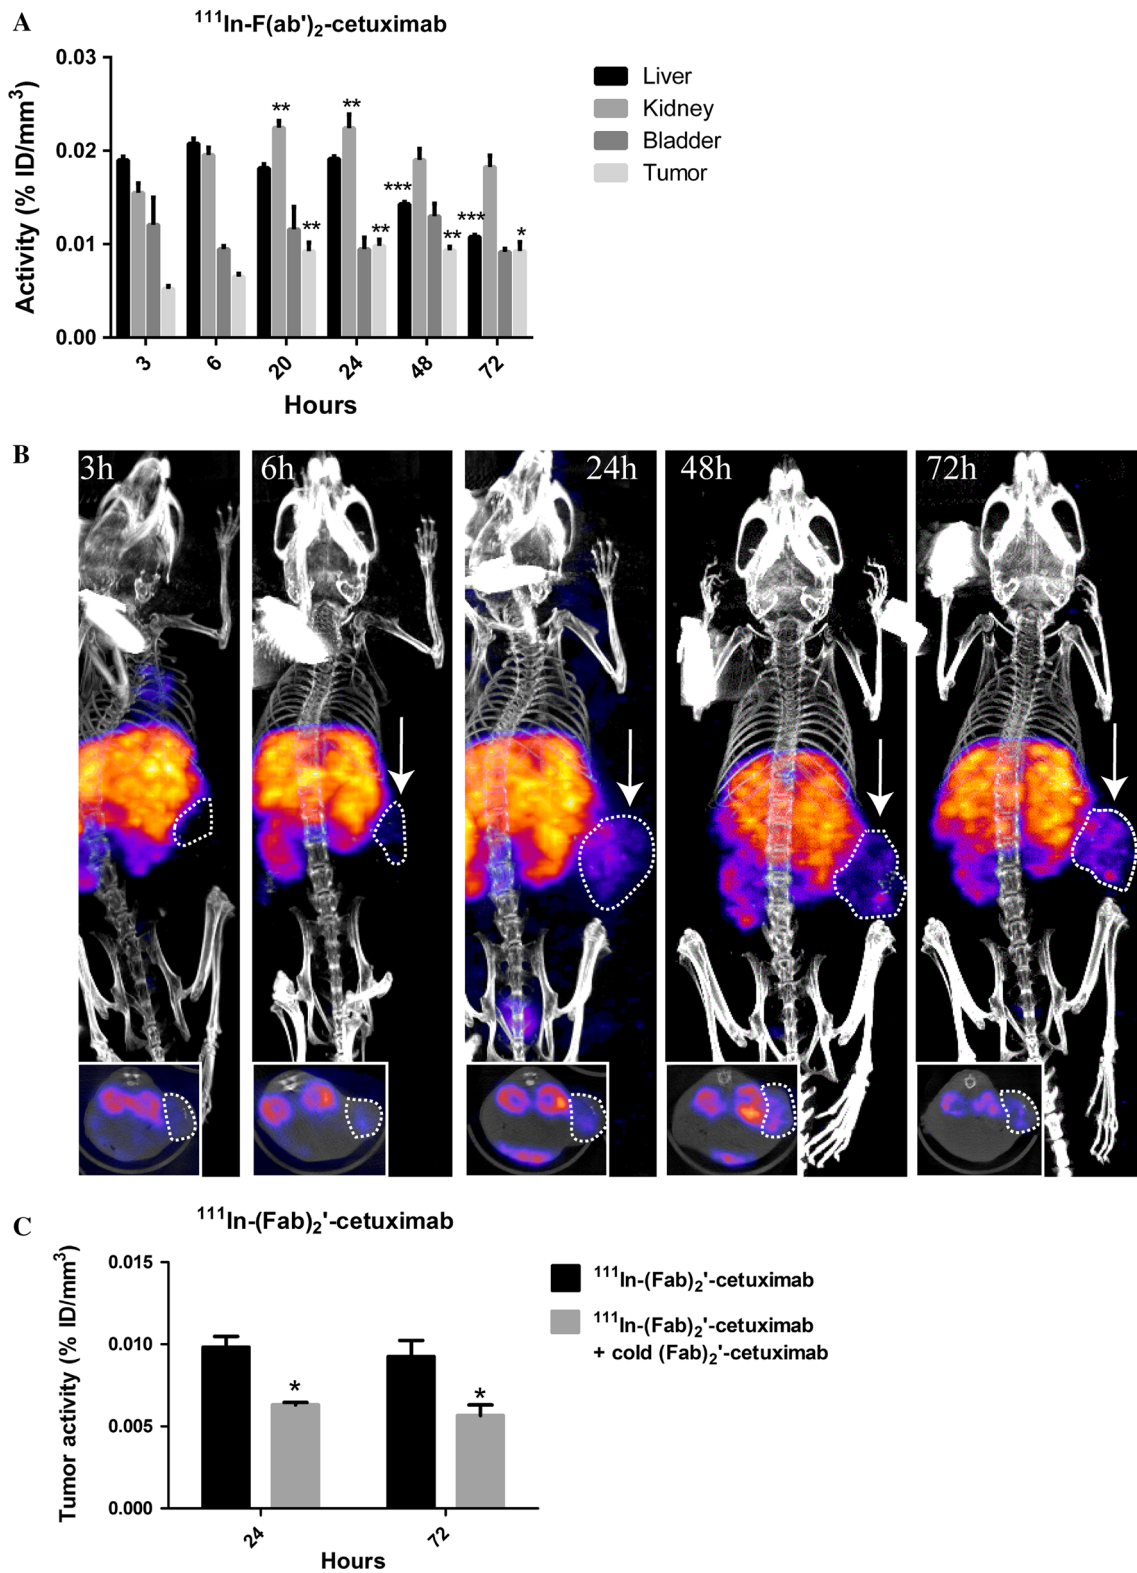 A
¹¹¹In-F(ab')₂-cetuximab
Activity (% ID/mm³)
0.03
0.02
0.01
0.00
** ** *** *** ** ** ** *
3 6 20 24 48 72
Hours
Liver
Kidney
Bladder
Tumor
B
3h 6h 24h 48h 72h
C
¹¹¹In-(Fab)₂'-cetuximab
Tumor activity (% ID/mm³)
0.015
0.010
0.005
0.000
* *
24 72
Hours
¹¹¹In-(Fab)₂'-cetuximab
¹¹¹In-(Fab)₂'-cetuximab
+ cold (Fab)₂'-cetuximab